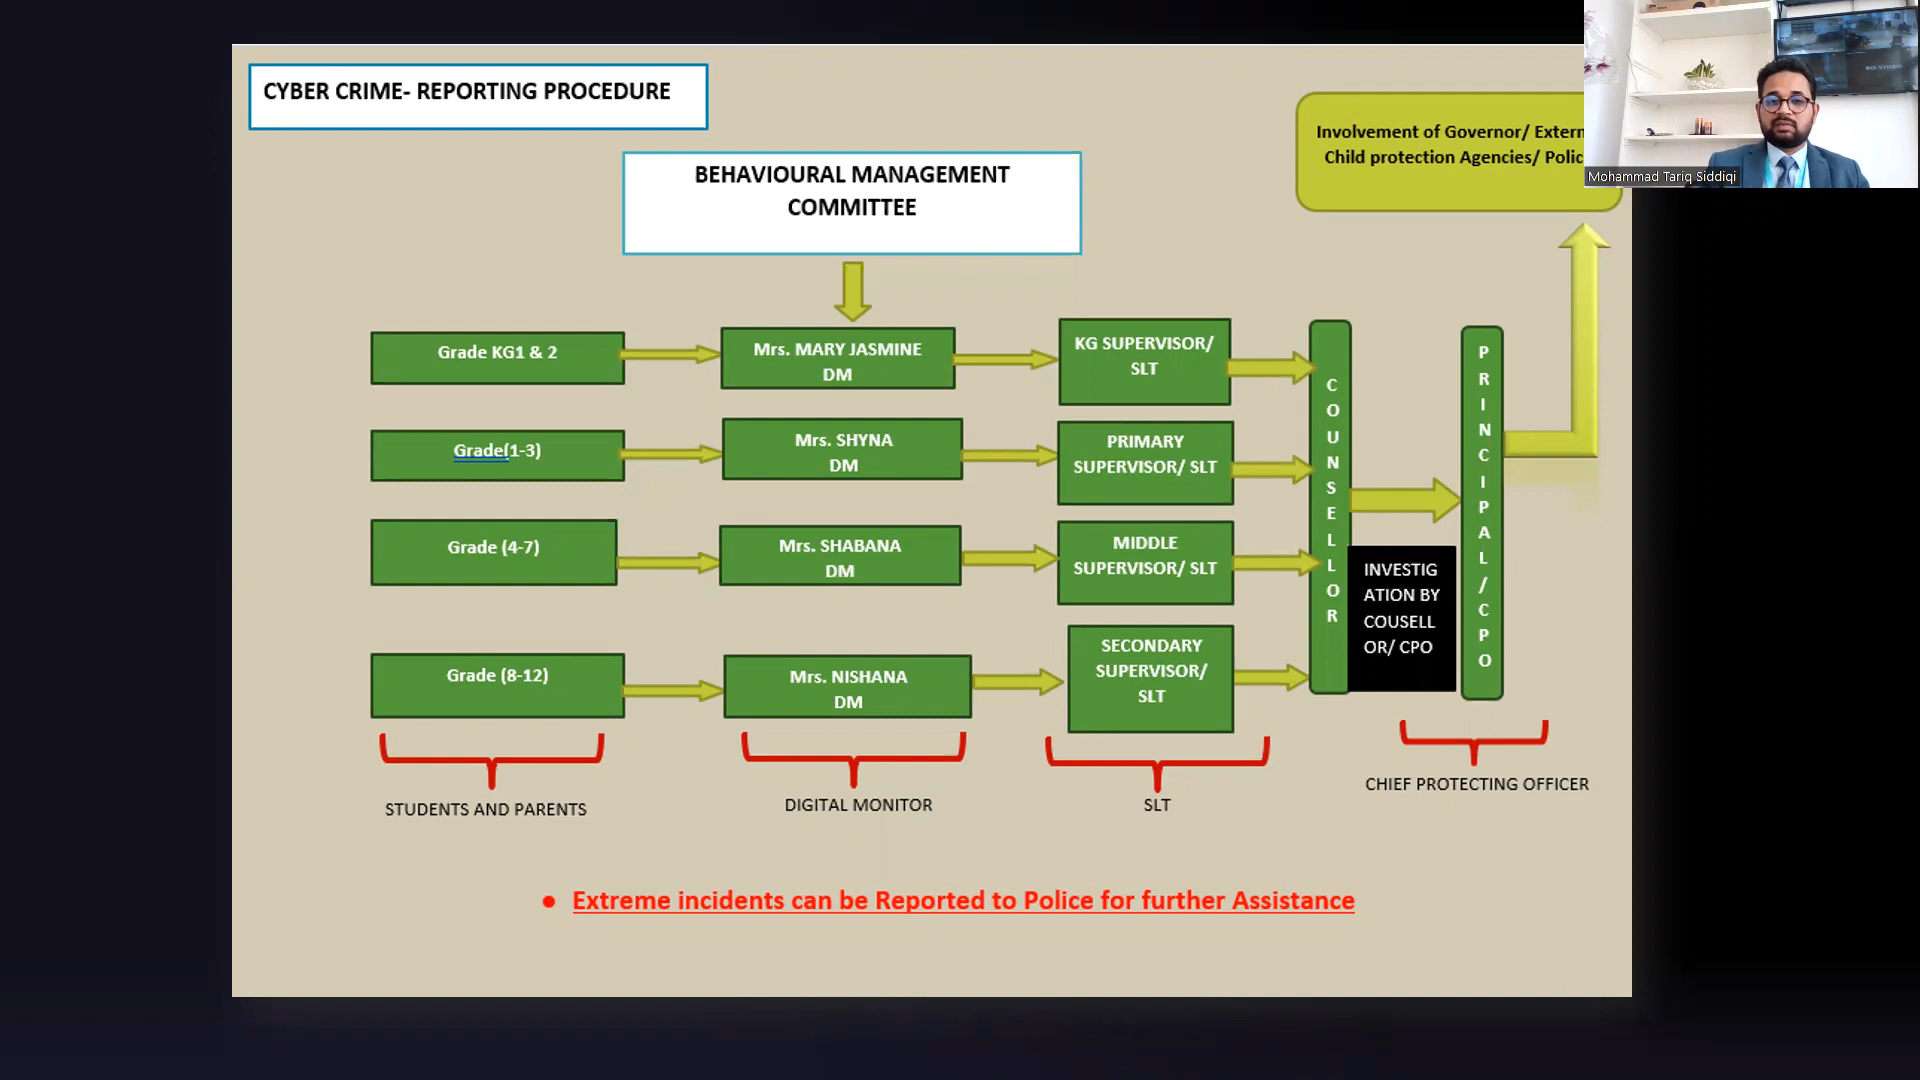 CYBER CRIME- REPORTING PROCEDURE
BEHAVIOURAL MANAGEMENT
COMMITTEE
Involvement of Governor/ Extern
Child protection Agencies/ Polic
Mohammad Tariq Siddiqi
Grade KG1 & 2
Mrs. MARY JASMINE
DM
KG SUPERVISOR/
SLT
Grade(1-3)
Mrs. SHYNA
DM
PRIMARY
SUPERVISOR/ SLT
Grade (4-7)
Mrs. SHABANA
DM
MIDDLE
SUPERVISOR/ SLT
Grade (8-12)
Mrs. NISHANA
DM
SECONDARY
SUPERVISOR/
SLT
COUNSELLOR
INVESTIG
ATION BY
COUSELL
OR/ CPO
PRINCIPAL/CPO
STUDENTS AND PARENTS
DIGITAL MONITOR
SLT
CHIEF PROTECTING OFFICER
• Extreme incidents can be Reported to Police for further Assistance